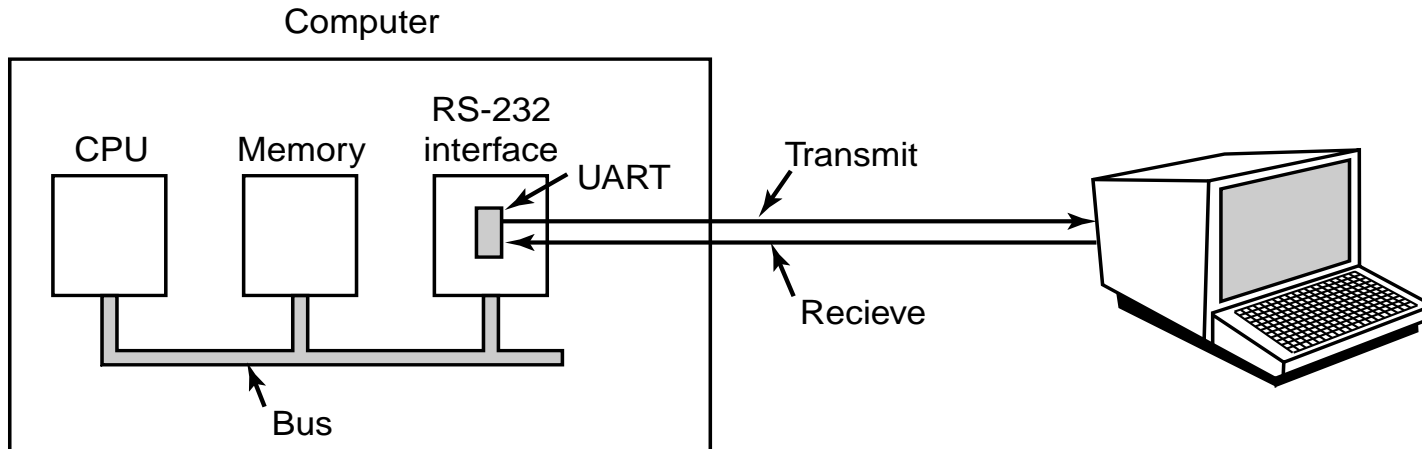 Computer
CPU
Memory
RS-232
interface
UART
Transmit
Recieve
Bus